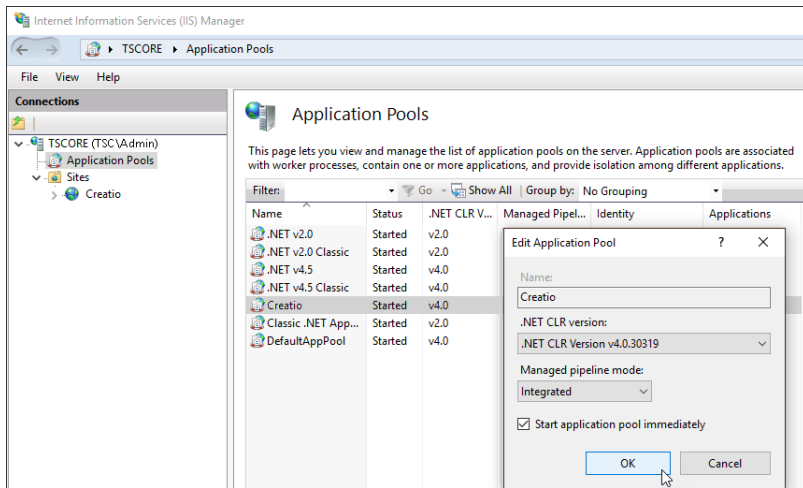 Internet Information Services (IIS) Manager
TSCORE Application Pools
File View Help
Connections
TSCORE (TSC\Admin)
Application Pools
Sites
Creatio
Application Pools
This page lets you view and manage the list of application pools on the server. Application pools are associated
with worker processes, contain one or more applications, and provide isolation among different applications.
Filter: Go Show All Group by: No Grouping
Name Status .NET CLR V... Managed Pipel... Identity Applications
.NET v2.0 Started v2.0
.NET v2.0 Classic Started v2.0
.NET v4.5 Started v4.0
.NET v4.5 Classic Started v4.0
Creatio Started v4.0
Classic .NET App... Started v2.0
DefaultAppPool Started v4.0
Edit Application Pool ?
Name:
Creatio
.NET CLR version:
.NET CLR Version v4.0.30319
Managed pipeline mode:
Integrated
Start application pool immediately
OK Cancel